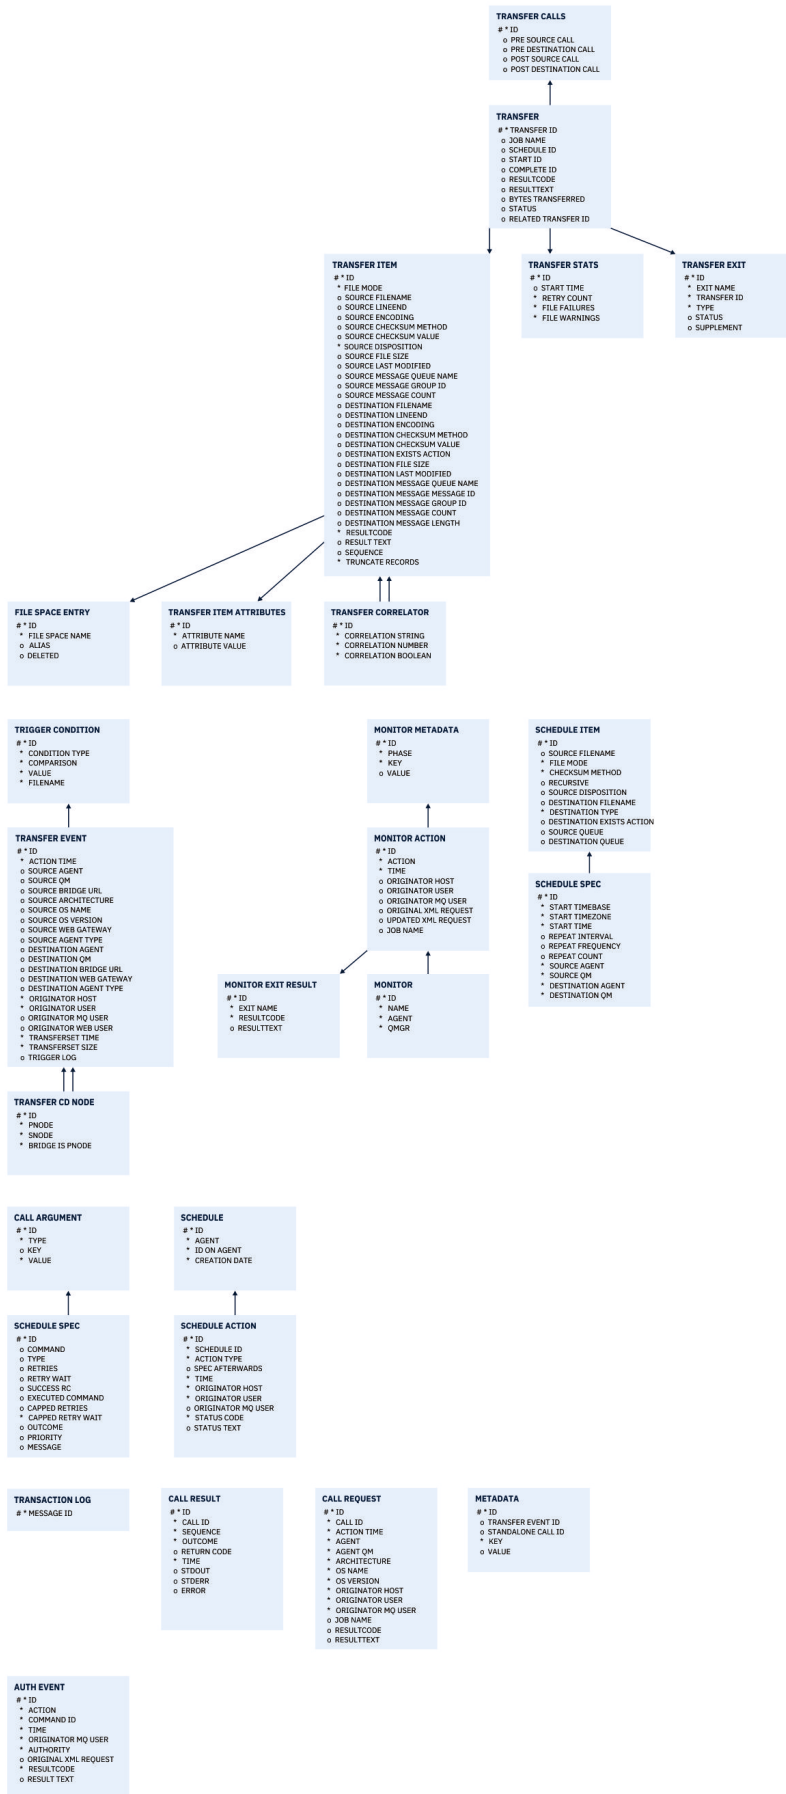 TRANSFER CALLS
# * ID
o PRE SOURCE CALL
o PRE DESTINATION CALL
o POST SOURCE CALL
o POST DESTINATION CALL
TRANSFER
# * TRANSFER ID
o JOB NAME
o SCHEDULE ID
o START ID
o COMPLETE ID
o RESULTCODE
o RESULTTEXT
o BYTES TRANSFERRED
o STATUS
o RELATED TRANSFER ID
TRANSFER ITEM
# * ID
* FILE MODE
o SOURCE FILENAME
o SOURCE LINEEND
o SOURCE ENCODING
o SOURCE CHECKSUM METHOD
o SOURCE CHECKSUM VALUE
* SOURCE DISPOSITION
o SOURCE FILE SIZE
o SOURCE LAST MODIFIED
o SOURCE MESSAGE QUEUE NAME
o SOURCE MESSAGE GROUP ID
o SOURCE MESSAGE COUNT
o DESTINATION FILENAME
o DESTINATION LINEEND
o DESTINATION ENCODING
o DESTINATION CHECKSUM METHOD
o DESTINATION CHECKSUM VALUE
o DESTINATION EXISTS ACTION
o DESTINATION FILE SIZE
o DESTINATION LAST MODIFIED
o DESTINATION MESSAGE QUEUE NAME
o DESTINATION MESSAGE MESSAGE ID
o DESTINATION MESSAGE GROUP ID
o DESTINATION MESSAGE COUNT
o DESTINATION MESSAGE LENGTH
* RESULTCODE
o RESULT TEXT
o SEQUENCE
* TRUNCATE RECORDS
TRANSFER STATS
# * ID
o START TIME
* RETRY COUNT
* FILE FAILURES
* FILE WARNINGS
TRANSFER EXIT
# * ID
* EXIT NAME
* TRANSFER ID
* TYPE
o STATUS
o SUPPLEMENT
FILE SPACE ENTRY
# * ID
* FILE SPACE NAME
o ALIAS
o DELETED
TRANSFER ITEM ATTRIBUTES
# * ID
* ATTRIBUTE NAME
o ATTRIBUTE VALUE
TRANSFER CORRELATOR
# * ID
* CORRELATION STRING
* CORRELATION NUMBER
* CORRELATION BOOLEAN
TRIGGER CONDITION
# * ID
* CONDITION TYPE
* COMPARISON
* VALUE
* FILENAME
TRANSFER EVENT
# * ID
* ACTION TIME
o SOURCE AGENT
o SOURCE QM
o SOURCE BRIDGE URL
o SOURCE ARCHITECTURE
o SOURCE OS NAME
o SOURCE OS VERSION
o SOURCE WEB GATEWAY
o SOURCE AGENT TYPE
o DESTINATION AGENT
o DESTINATION QM
o DESTINATION BRIDGE URL
o DESTINATION WEB GATEWAY
o DESTINATION AGENT TYPE
* ORIGINATOR HOST
* ORIGINATOR USER
o ORIGINATOR MQ USER
o ORIGINATOR WEB USER
* TRANSFERSET TIME
* TRANSFERSET SIZE
o TRIGGER LOG
TRANSFER CD NODE
# * ID
* PNODE
* SNODE
* BRIDGE IS PNODE
MONITOR METADATA
# * ID
* PHASE
* KEY
o VALUE
MONITOR ACTION
# * ID
* ACTION
* TIME
o ORIGINATOR HOST
o ORIGINATOR USER
o ORIGINATOR MQ USER
o ORIGINAL XML REQUEST
o UPDATED XML REQUEST
o JOB NAME
MONITOR EXIT RESULT
# * ID
* EXIT NAME
* RESULTCODE
o RESULTTEXT
MONITOR
# * ID
* NAME
* AGENT
* QMGR
SCHEDULE ITEM
# * ID
o SOURCE FILENAME
* FILE MODE
* CHECKSUM METHOD
o RECURSIVE
o SOURCE DISPOSITION
o DESTINATION FILENAME
* DESTINATION TYPE
o DESTINATION EXISTS ACTION
o SOURCE QUEUE
o DESTINATION QUEUE
SCHEDULE SPEC
# * ID
* START TIMEBASE
* START TIMEZONE
* START TIME
o REPEAT INTERVAL
o REPEAT FREQUENCY
o REPEAT COUNT
* SOURCE AGENT
* SOURCE QM
* DESTINATION AGENT
* DESTINATION QM
CALL ARGUMENT
# * ID
* TYPE
o KEY
* VALUE
SCHEDULE SPEC
# * ID
o COMMAND
o TYPE
o RETRIES
o RETRY WAIT
o SUCCESS RC
o EXECUTED COMMAND
o CAPPED RETRIES
* CAPPED RETRY WAIT
o OUTCOME
o PRIORITY
o MESSAGE
SCHEDULE
# * ID
* AGENT
* ID ON AGENT
* CREATION DATE
SCHEDULE ACTION
# * ID
* SCHEDULE ID
* ACTION TYPE
o SPEC AFTERWARDS
* TIME
* ORIGINATOR HOST
* ORIGINATOR USER
o ORIGINATOR MQ USER
* STATUS CODE
o STATUS TEXT
TRANSACTION LOG
# * MESSAGE ID
CALL RESULT
# * ID
* CALL ID
* SEQUENCE
* OUTCOME
o RETURN CODE
* TIME
o STDOUT
o STDERR
o ERROR
CALL REQUEST
# * ID
* CALL ID
* ACTION TIME
* AGENT
* AGENT QM
* ARCHITECTURE
* OS NAME
* OS VERSION
* ORIGINATOR HOST
* ORIGINATOR USER
* ORIGINATOR MQ USER
o JOB NAME
o RESULTCODE
o RESULTTEXT
METADATA
# * ID
o TRANSFER EVENT ID
o STANDALONE CALL ID
* KEY
o VALUE
AUTH EVENT
# * ID
* ACTION
* COMMAND ID
* TIME
* ORIGINATOR MQ USER
* AUTHORITY
o ORIGINAL XML REQUEST
* RESULTCODE
o RESULT TEXT